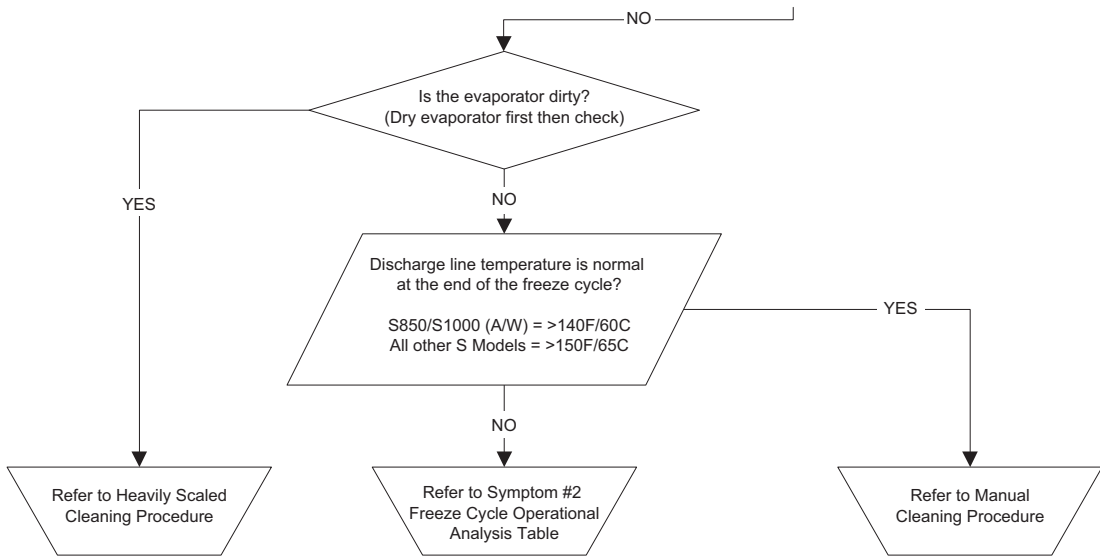 NO
Is the evaporator dirty?
(Dry evaporator first then check)
YES
NO
Discharge line temperature is normal
at the end of the freeze cycle?
S850/S1000 (A/W) = >140F/60C
All other S Models = >150F/65C
YES
NO
Refer to Heavily Scaled
Cleaning Procedure
Refer to Symptom #2
Freeze Cycle Operational
Analysis Table
Refer to Manual
Cleaning Procedure